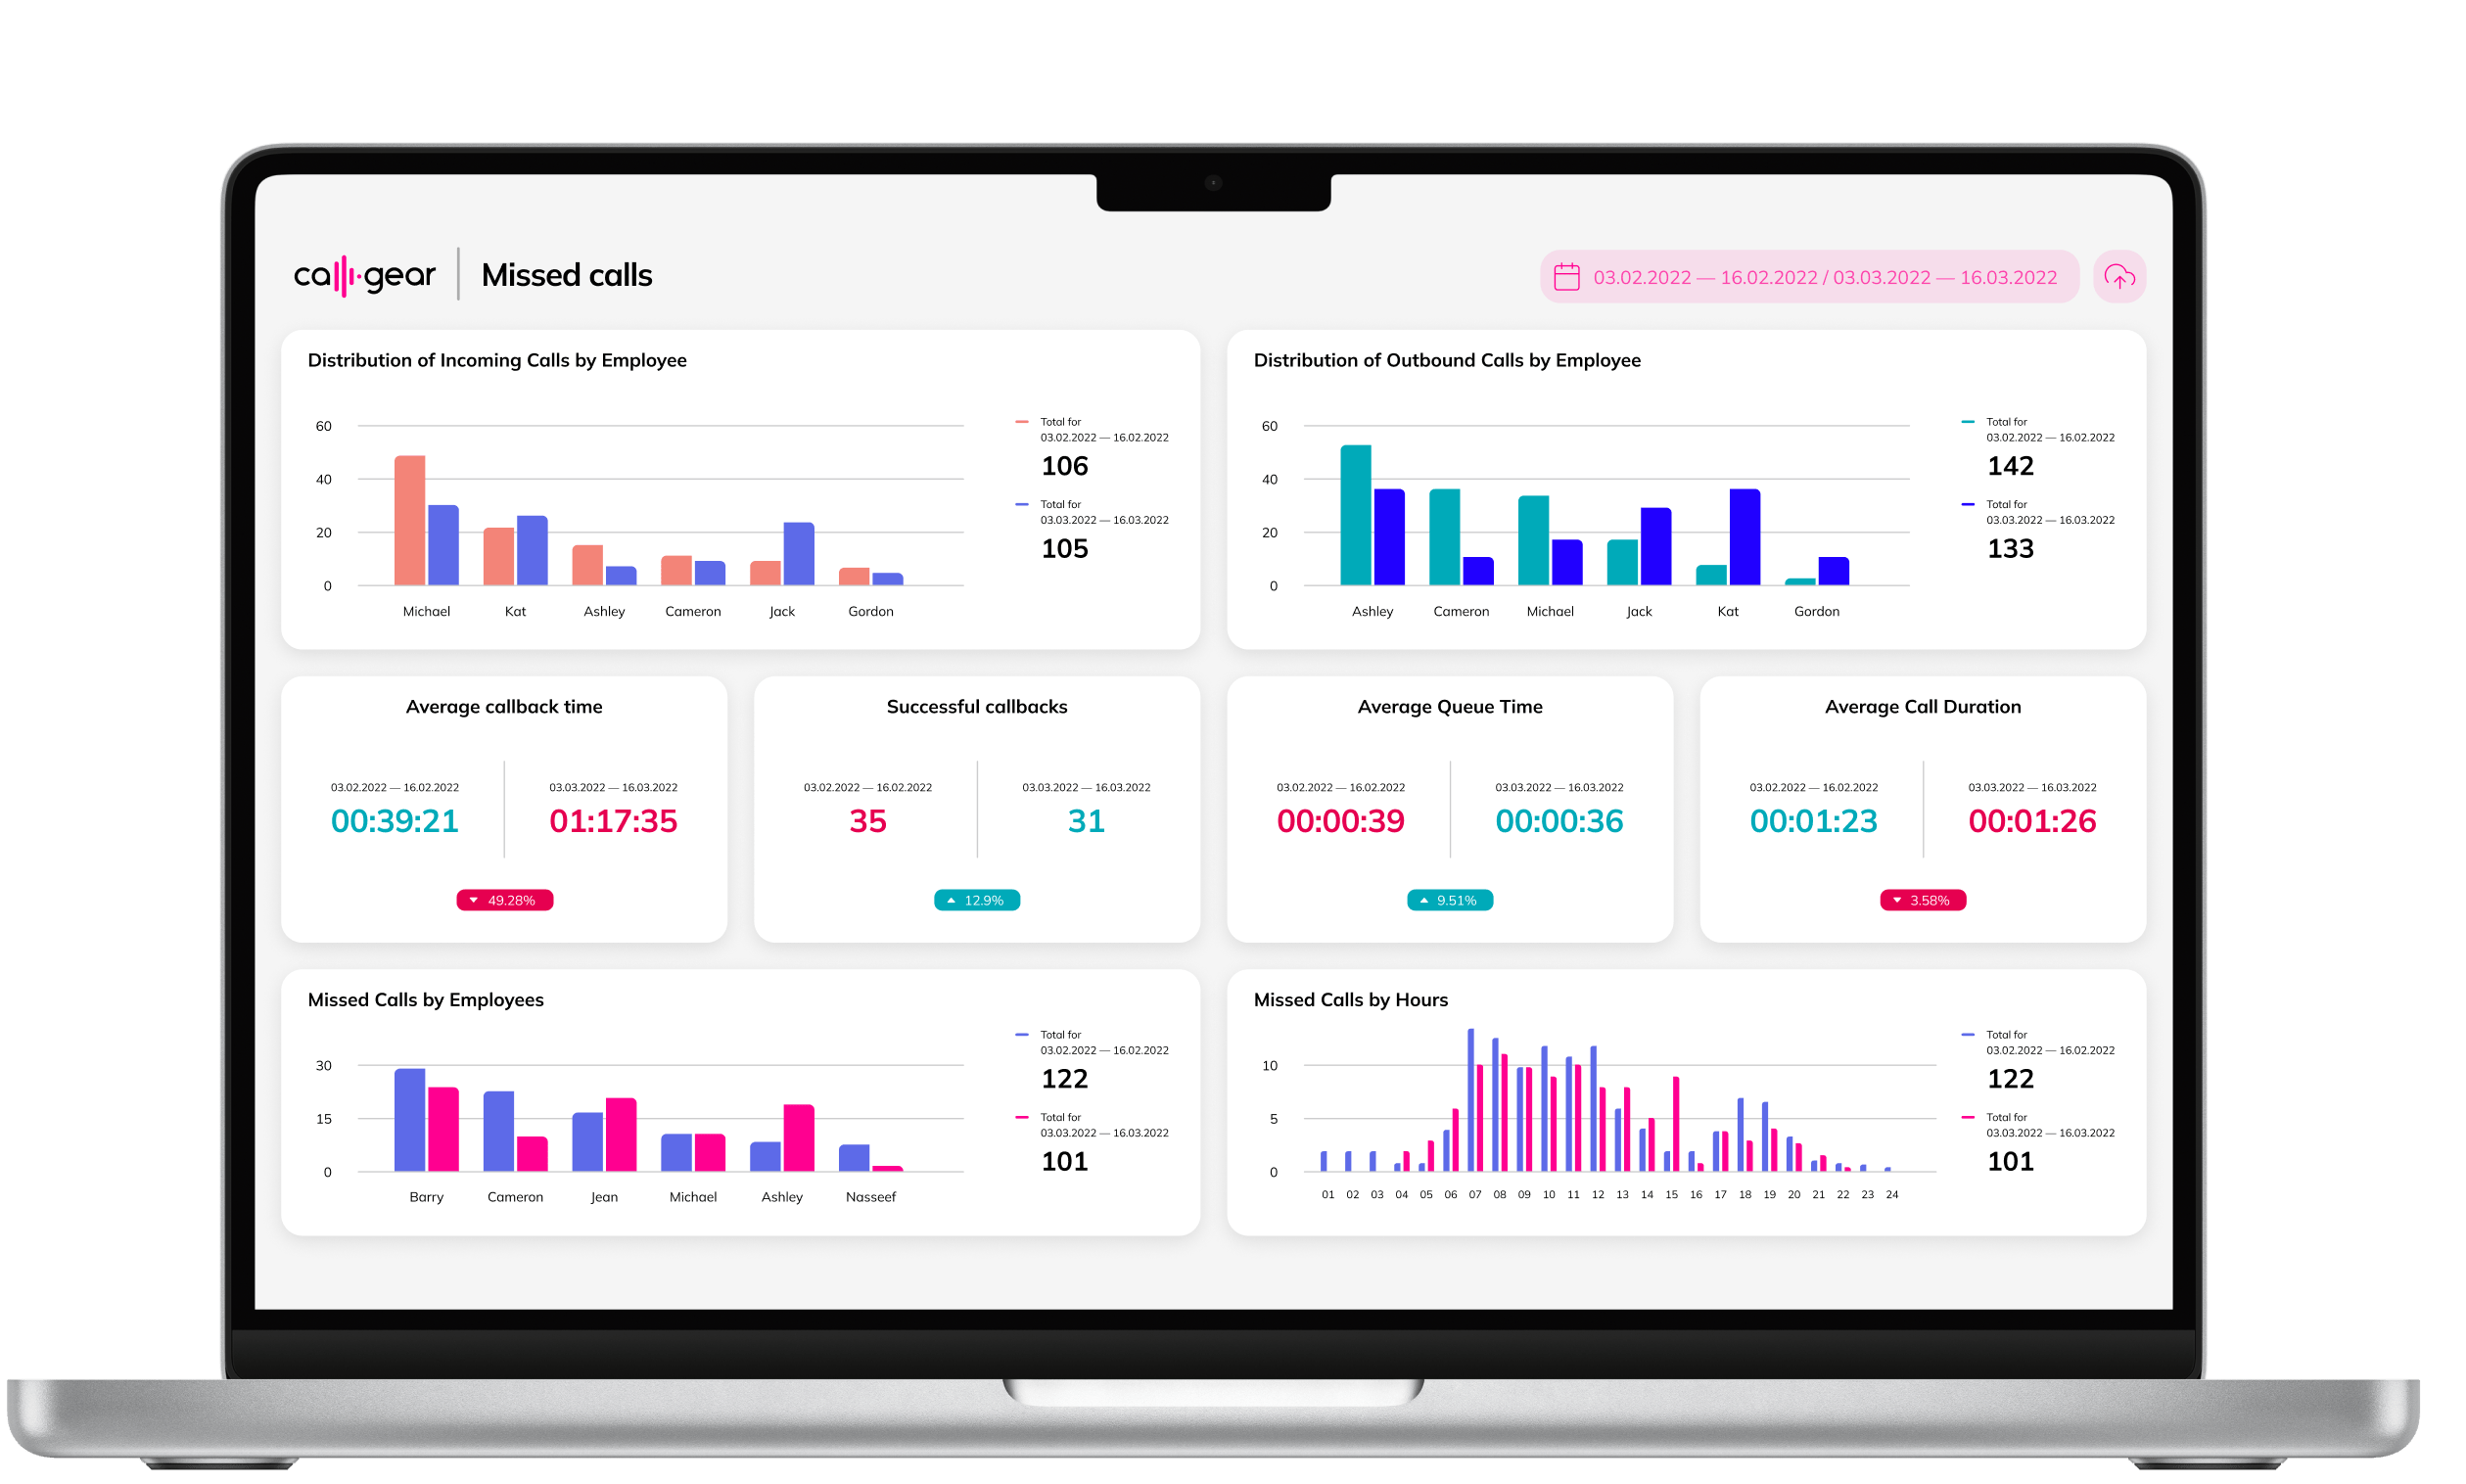 callgear
Missed calls
03.02.2022 — 16.02.2022 / 03.03.2022 — 16.03.2022
Distribution of Incoming Calls by Employee
60
40
20
0
Michael Kat Ashley Cameron Jack Gordon
Total for
03.02.2022 — 16.02.2022
106
Total for
03.03.2022 — 16.03.2022
105
Distribution of Outbound Calls by Employee
60
40
20
0
Ashley Cameron Michael Jack Kat Gordon
Total for
03.02.2022 — 16.02.2022
142
Total for
03.03.2022 — 16.03.2022
133
Average callback time
03.02.2022 — 16.02.2022
00:39:21
03.03.2022 — 16.03.2022
01:17:35
49.28%
Successful callbacks
03.02.2022 — 16.02.2022
35
03.03.2022 — 16.03.2022
31
12.9%
Average Queue Time
03.02.2022 — 16.02.2022
00:00:39
03.03.2022 — 16.03.2022
00:00:36
9.51%
Average Call Duration
03.02.2022 — 16.02.2022
00:01:23
03.03.2022 — 16.03.2022
00:01:26
3.58%
Missed Calls by Employees
30
15
0
Barry Cameron Jean Michael Ashley Nasseef
Total for
03.02.2022 — 16.02.2022
122
Total for
03.03.2022 — 16.03.2022
101
Missed Calls by Hours
10
5
0
01 02 03 04 05 06 07 08 09 10 11 12 13 14 15 16 17 18 19 20 21 22 23 24
Total for
03.02.2022 — 16.02.2022
122
Total for
03.03.2022 — 16.03.2022
101